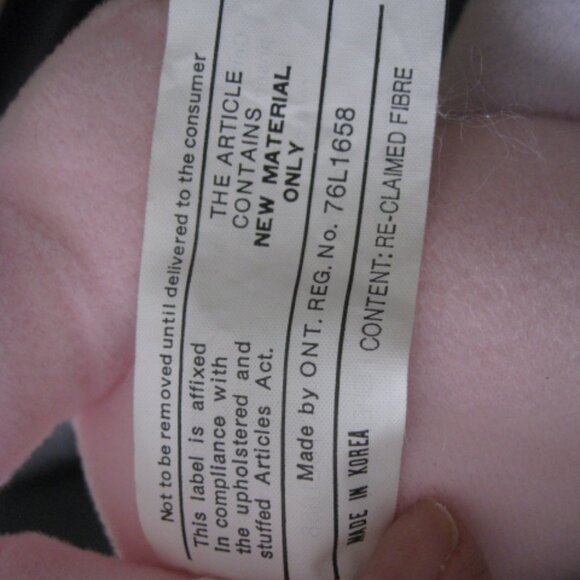 Not to be removed until delivered to the consumer
This label is affixed
In compliance with
the upholstered and
stuffed Articles Act.
THE ARTICLE
CONTAINS
NEW MATERIAL
ONLY
Made by ONT. REG. No. 76L1658
CONTENT: RE-CLAIMED FIBRE
MADE IN KOREA